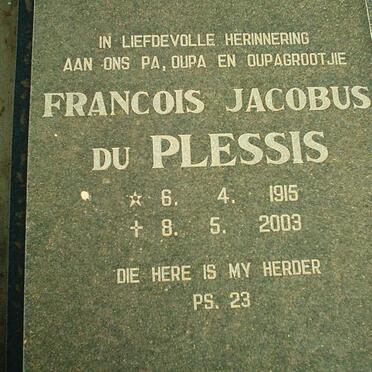 IN LIEFDEVOLLE HERINNERING
AAN ONS PA, OUPA EN OUPAGROOTJIE
FRANCOIS JACOBUS
DU PLESSIS
☆ 6. 4. 1915
✝ 8. 5. 2003
DIE HERE IS MY HERDER
PS. 23